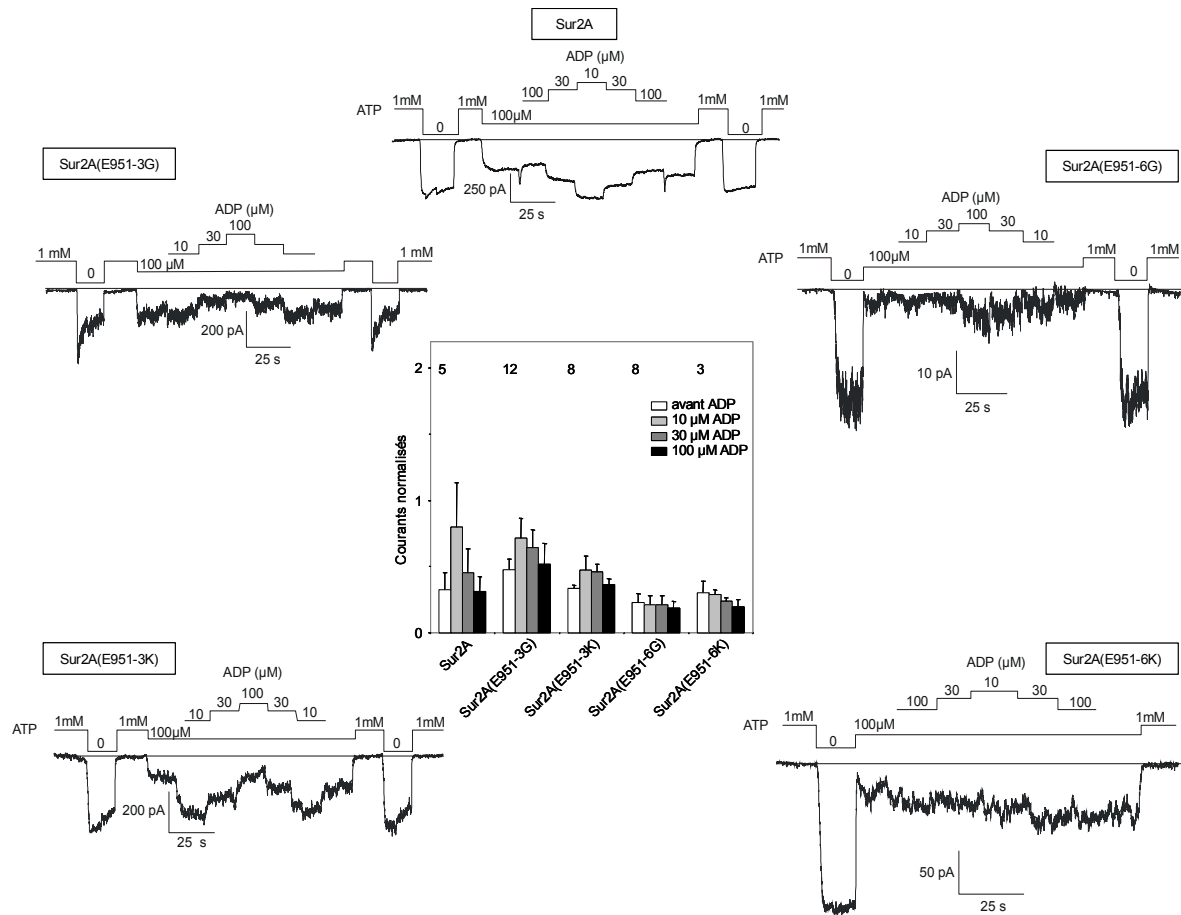 Sur2A
ADP (µM)
10
30 30
100 100
1mM 1mM 1mM 1mM
ATP 100µM
0 0
250 pA
25 s
Sur2A(E951-3G)
ADP (µM)
100
30
10
1 mM 1 mM
100 µM
0
200 pA
25 s
Sur2A(E951-6G)
ADP (µM)
100
30 30
10 10
1mM 1mM 1mM
ATP 100µM
0 0
10 pA
25 s
2
5 12 8 8 3
avant ADP
10 µM ADP
30 µM ADP
100 µM ADP
Courants normalisés
1
0
Sur2A
Sur2A(E951-3G)
Sur2A(E951-3K)
Sur2A(E951-6G)
Sur2A(E951-6K)
Sur2A(E951-3K)
ADP (µM)
100
30 30
10 10
1mM 1mM 1mM 1mM
ATP 100µM
0 0
200 pA
25 s
Sur2A(E951-6K)
ADP (µM)
10
30 30
100 100
1mM 1mM
ATP 100µM
0
50 pA
25 s